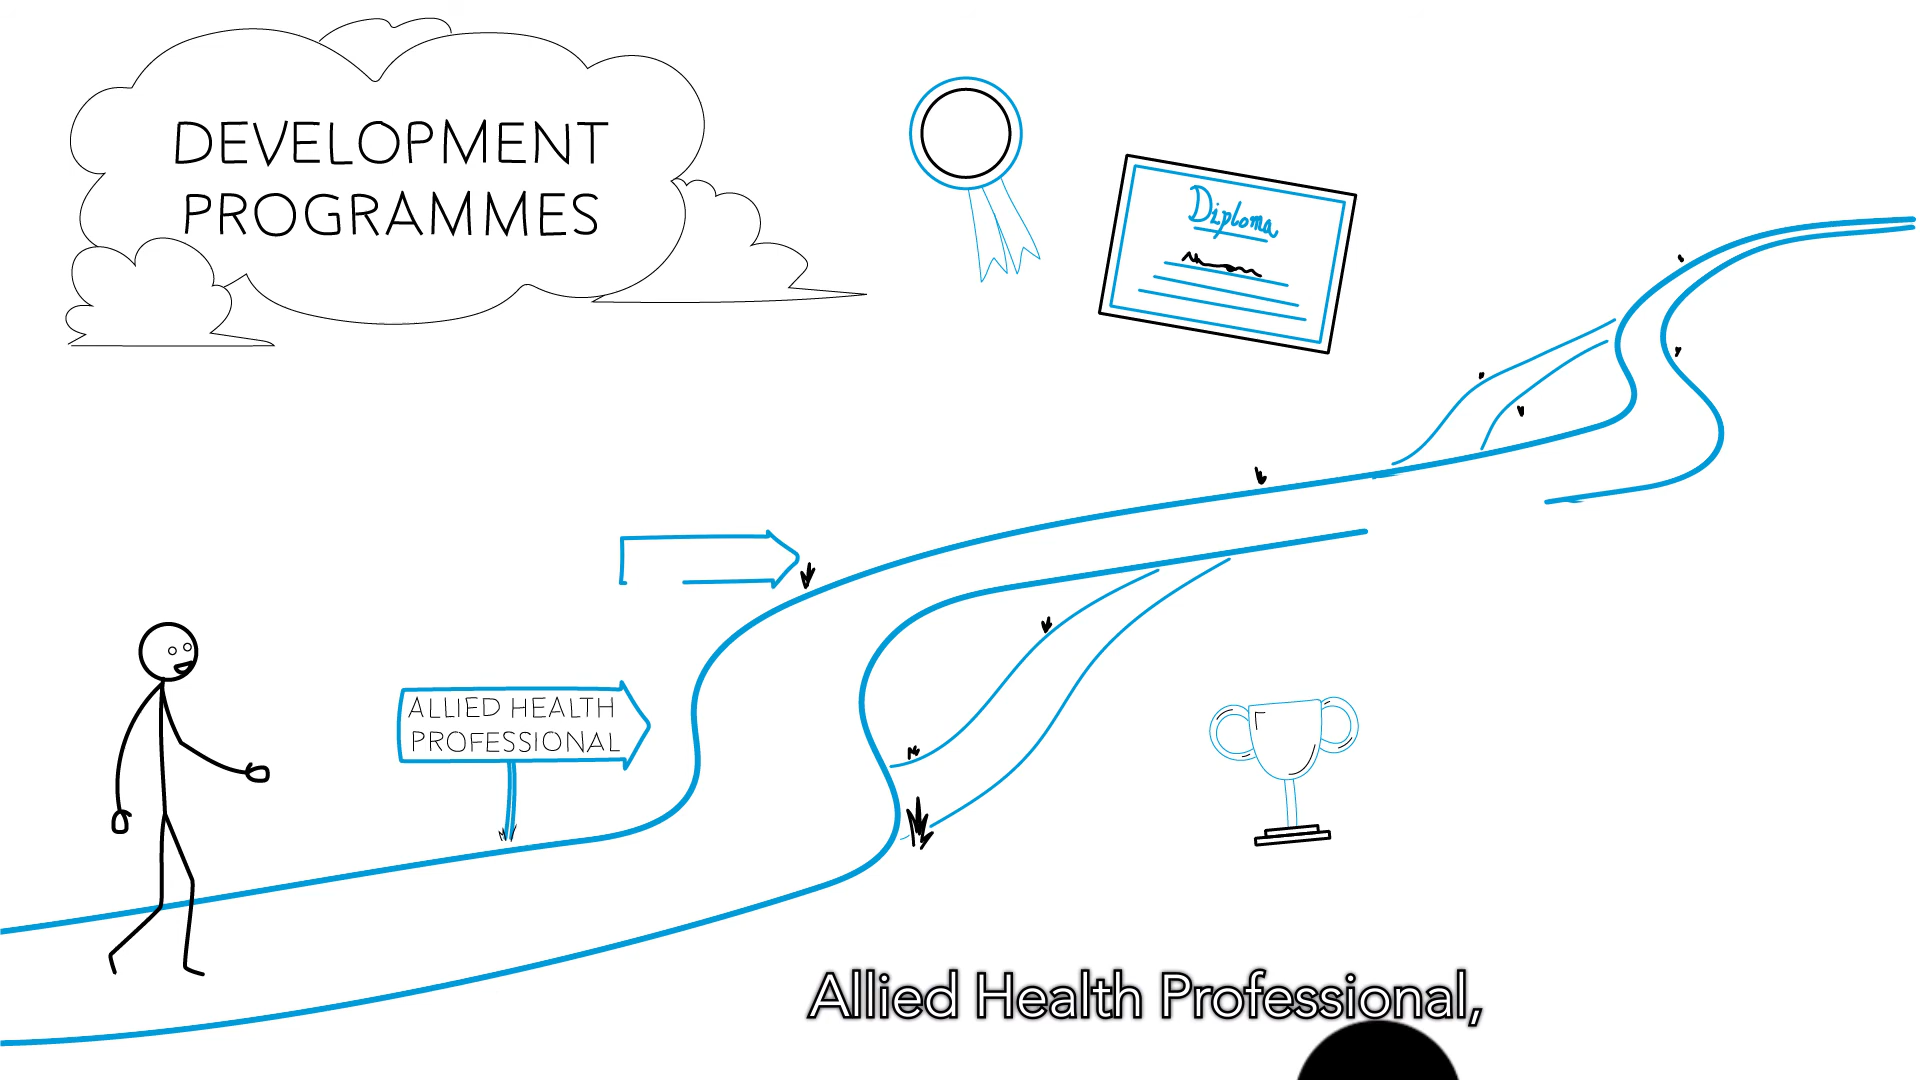 DEVELOPMENT
PROGRAMMES
Diploma
ALLIED HEALTH
PROFESSIONAL
Allied Health Professional,